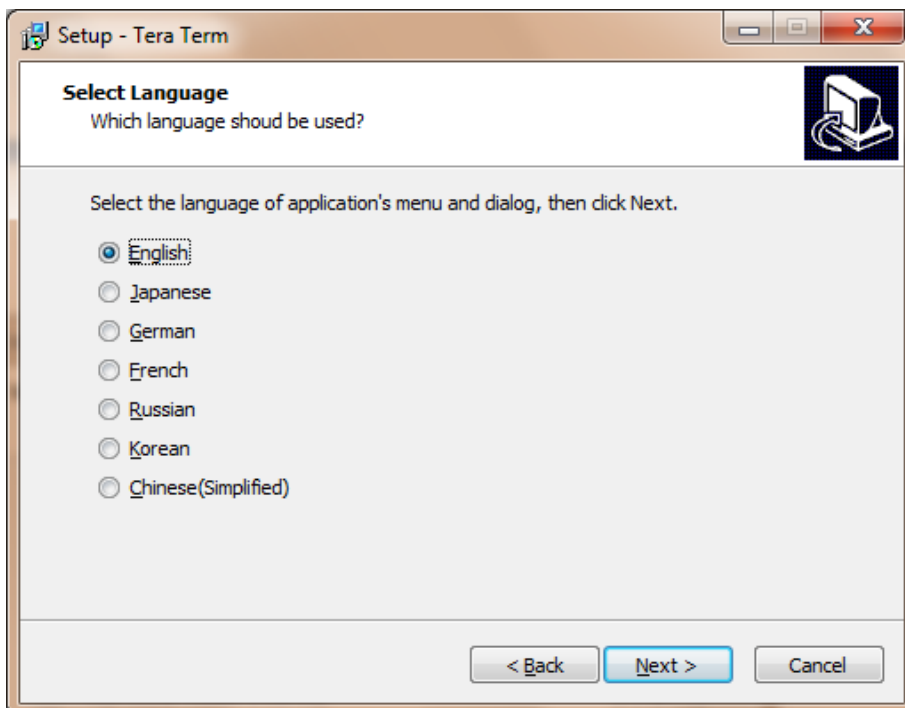 Setup - Tera Term
Select Language
Which language shoud be used?
Select the language of application's menu and dialog, then click Next.
English
Japanese
German
French
Russian
Korean
Chinese(Simplified)
< Back Next > Cancel